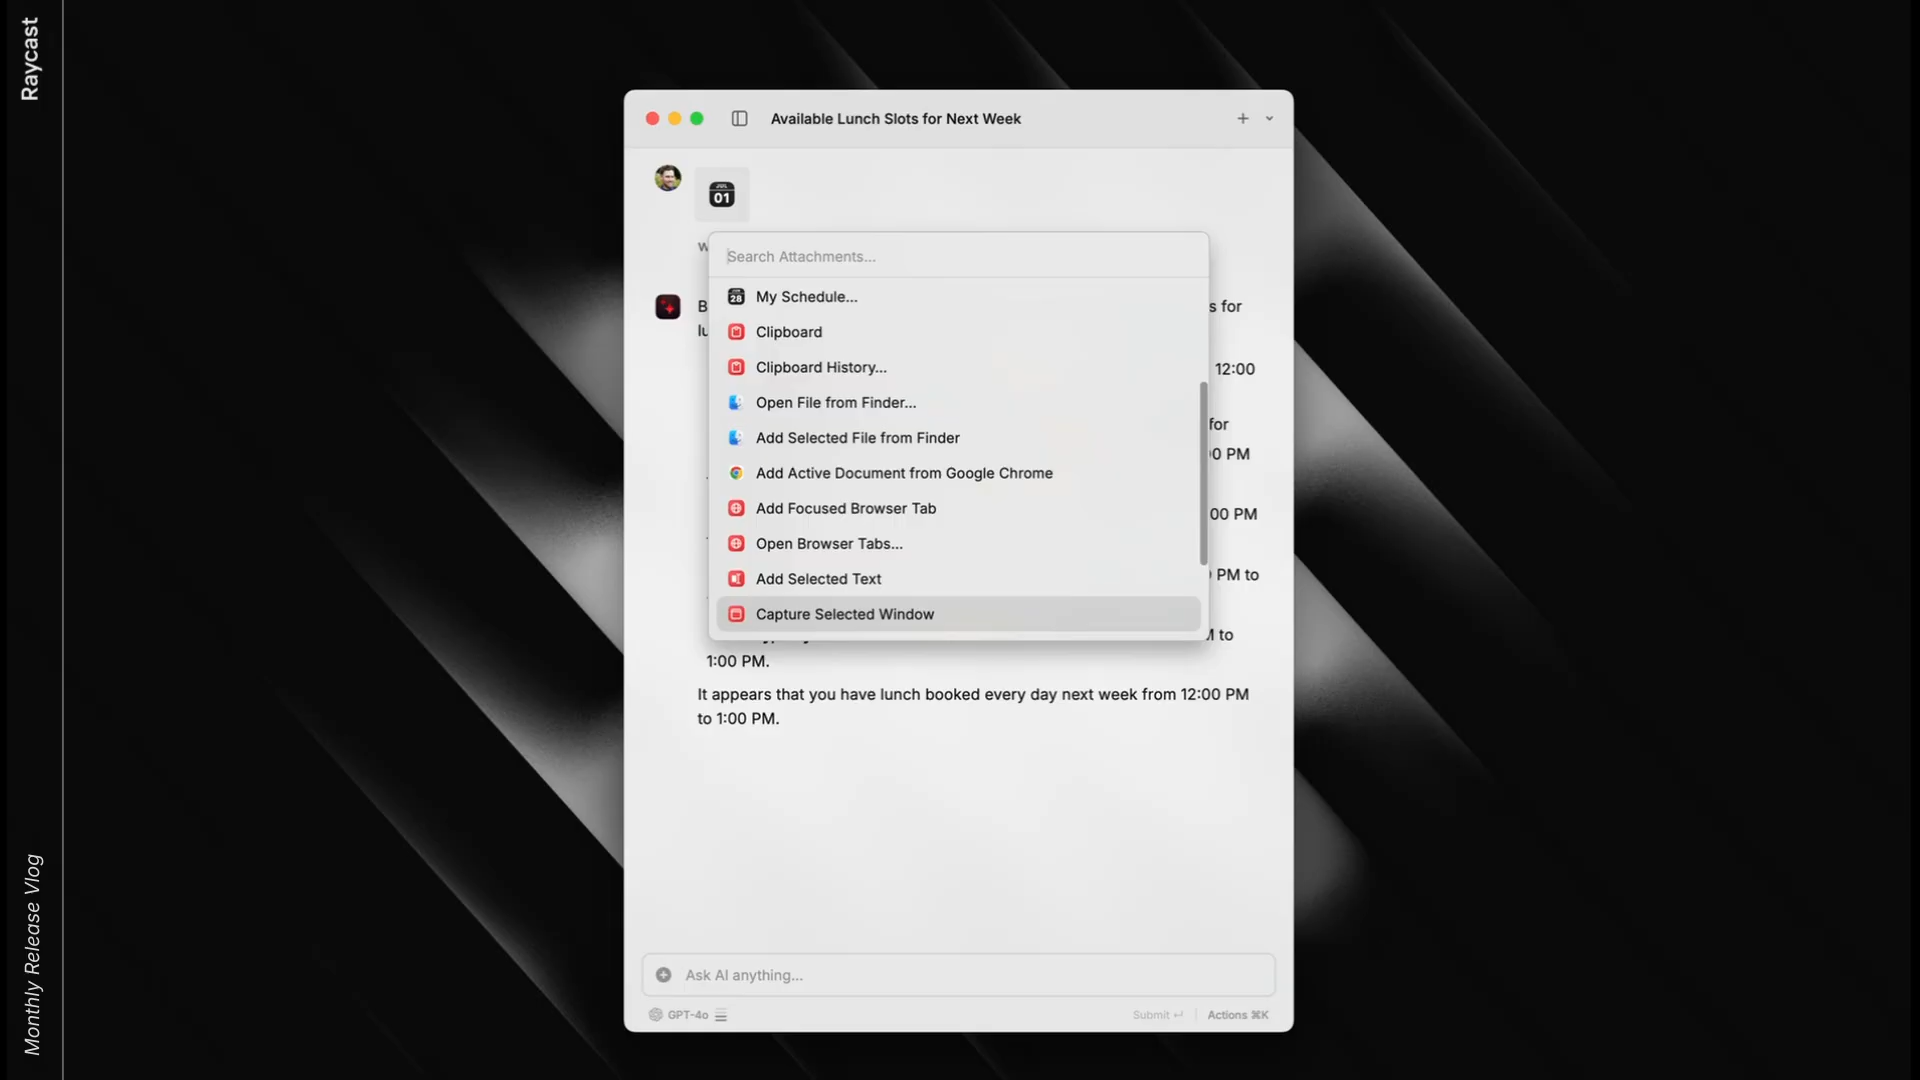 Raycast
Monthly Release Vlog
Available Lunch Slots for Next Week
01
Search Attachments...
28
My Schedule...
Clipboard
Clipboard History...
Open File from Finder...
Add Selected File from Finder
Add Active Document from Google Chrome
Add Focused Browser Tab
Open Browser Tabs...
Add Selected Text
Capture Selected Window
s for
12:00
for
00 PM
PM to
to
1:00 PM.
It appears that you have lunch booked every day next week from 12:00 PM
to 1:00 PM.
Ask AI anything...
GPT-4o
Submit ↵
Actions ⌘K